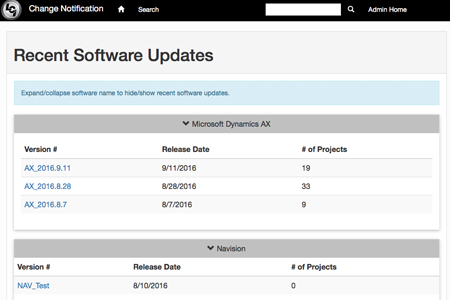 LCI Change Notification Search Admin Home
Recent Software Updates
Expand/collapse software name to hide/show recent software updates.
Microsoft Dynamics AX
Version # Release Date # of Projects
AX_2016.9.11 9/11/2016 19
AX_2016.8.28 8/28/2016 33
AX_2016.8.7 8/7/2016 9
Navision
Version # Release Date # of Projects
NAV_Test 8/10/2016 0